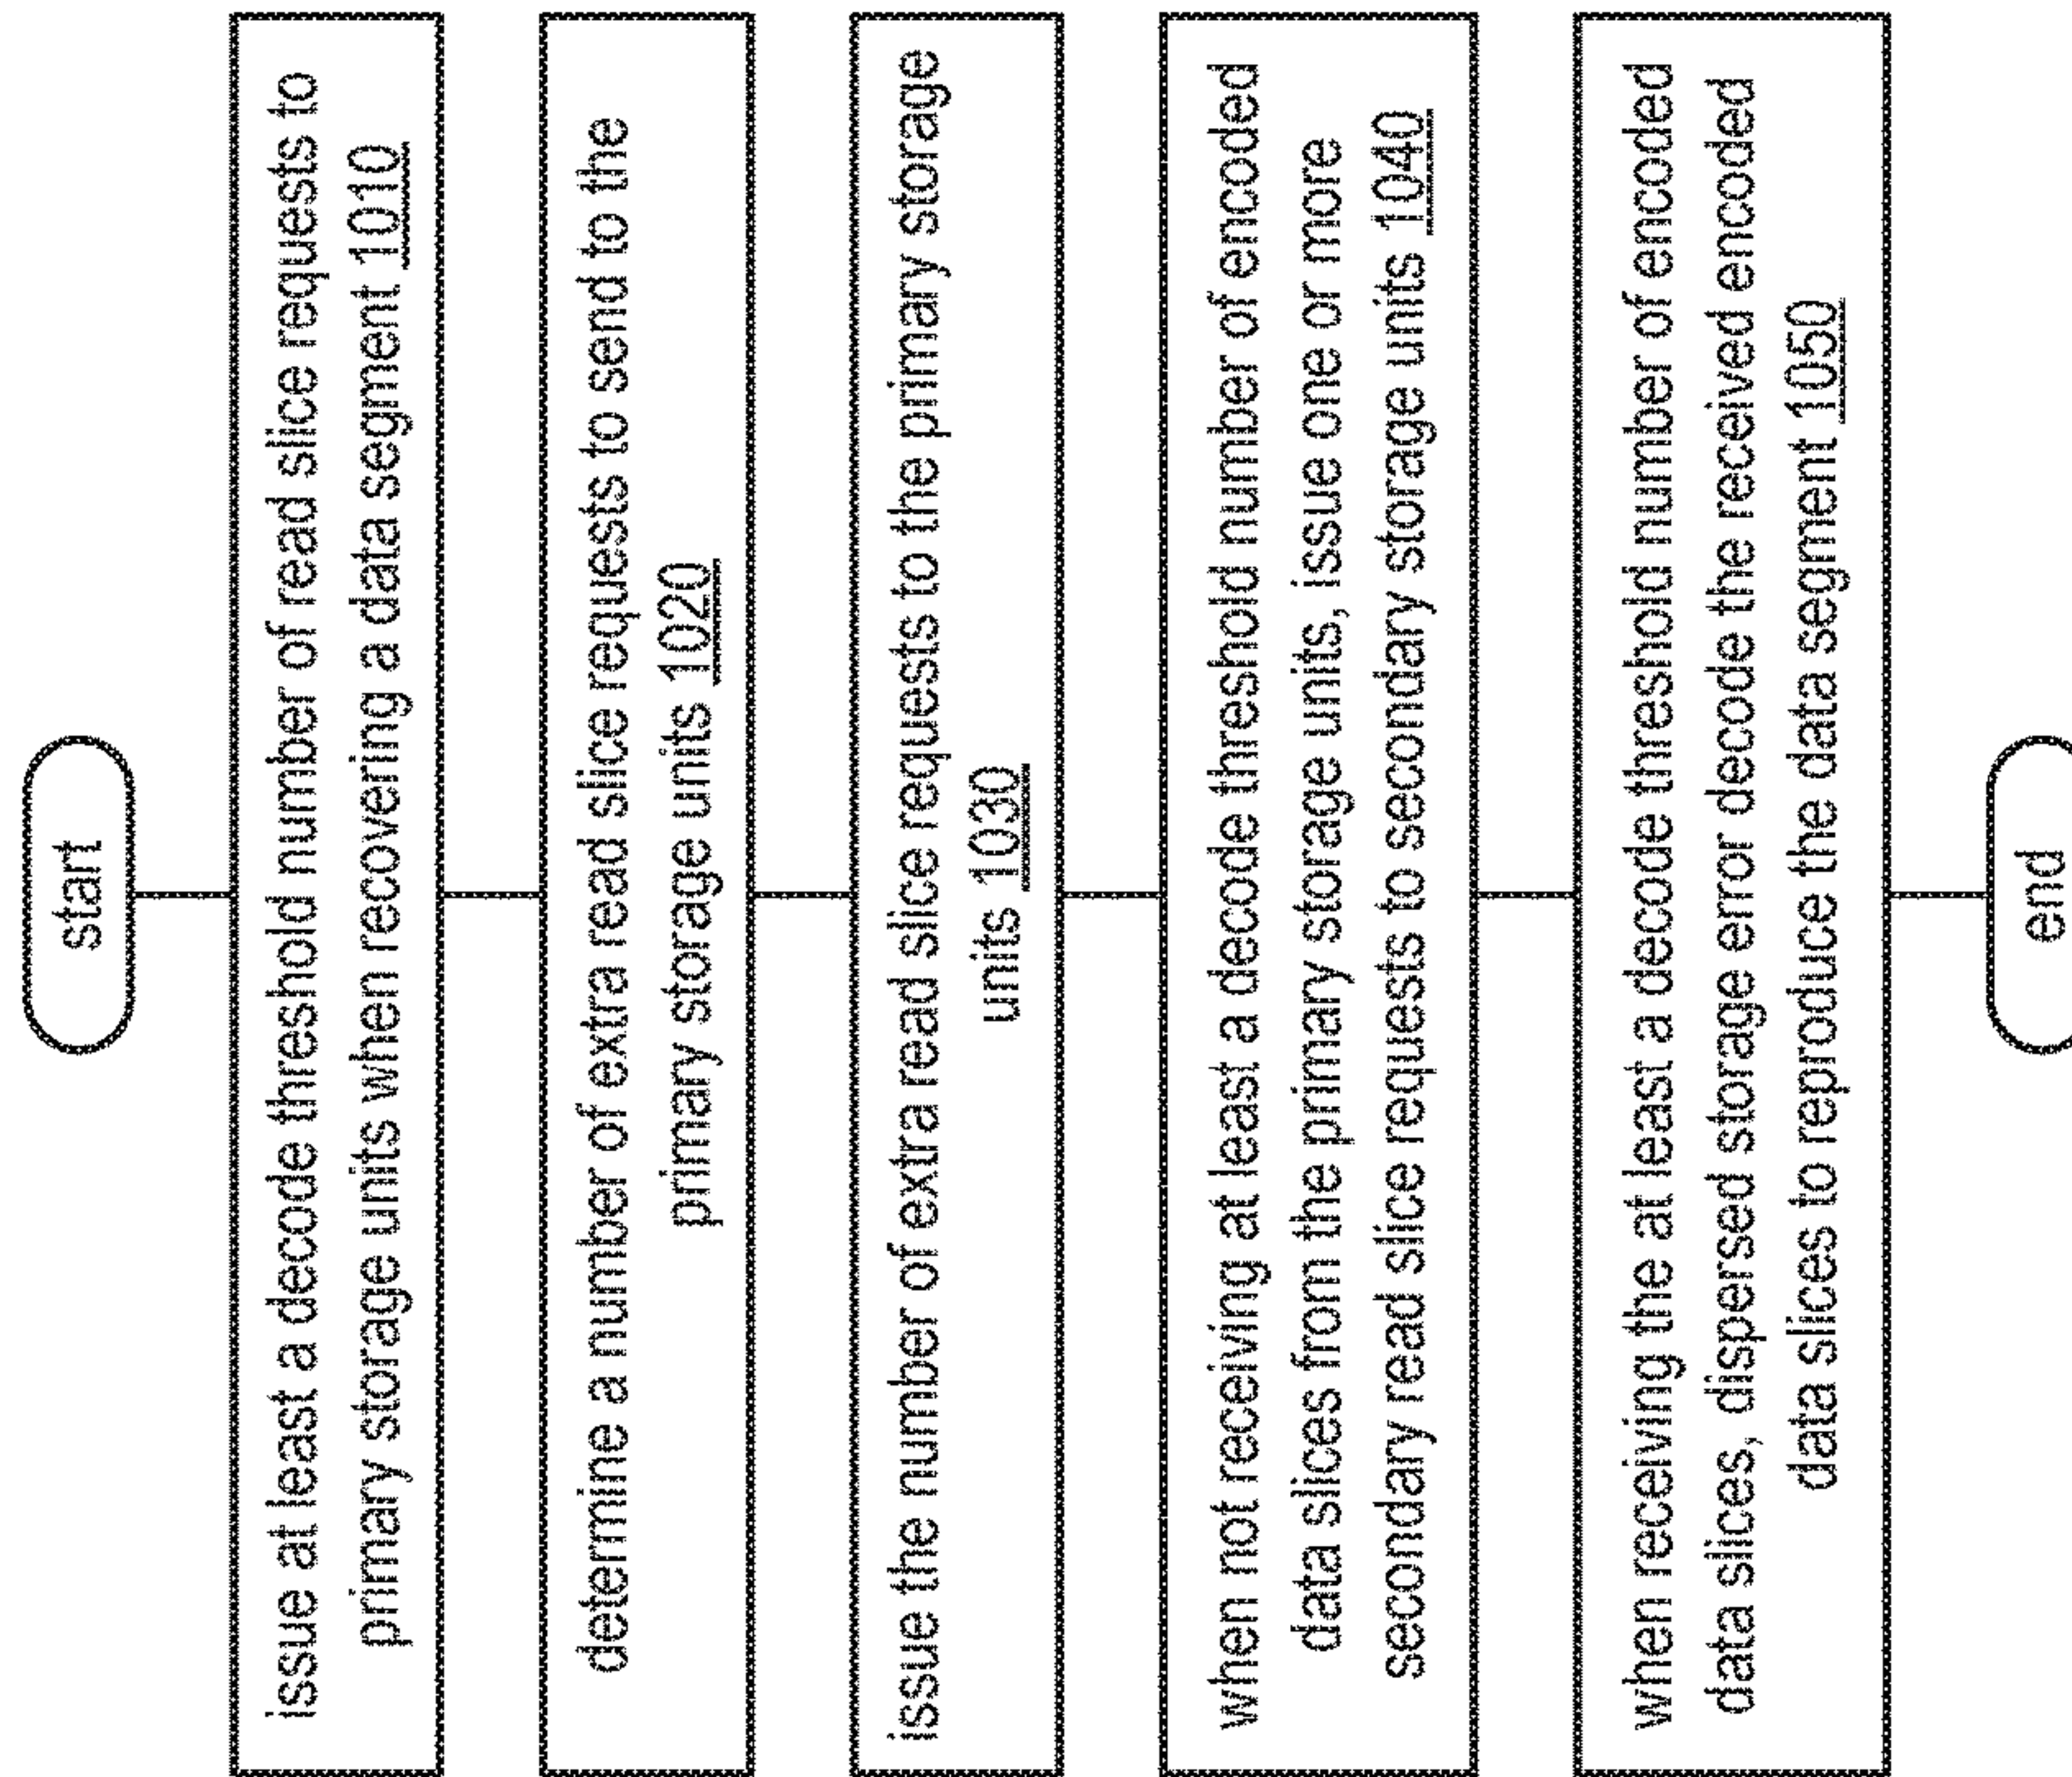 start
issue at least a decode threshold number of read slice requests to
primary storage units when recovering a data segment 1010
determine a number of extra read slice requests to send to the
primary storage units 1020
issue the number of extra read slice requests to the primary storage
units 1030
when not receiving at least a decode threshold number of encoded
data slices from the primary storage units, issue one or more
secondary read slice requests to secondary storage units 1040
when receiving the at least a decode threshold number of encoded
data slices, dispersed storage error decode the received encoded
data slices to reproduce the data segment 1050
end